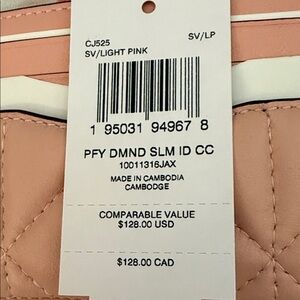 CJ525 SV/LP
SV/LIGHT PINK
1 95031 94967 8
PFY DMND SLM ID CC
10011316JAX
MADE IN CAMBODIA
CAMBODGE
COMPARABLE VALUE
$128.00 USD
$128.00 CAD